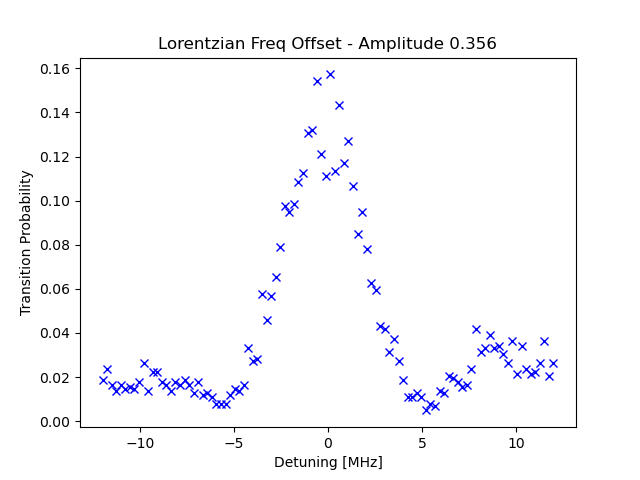 Lorentzian Freq Offset - Amplitude 0.356
0.16
0.14
0.12
0.10
0.08
0.06
0.04
0.02
0.00
Transition Probability
−10 −5 0 5 10
Detuning [MHz]